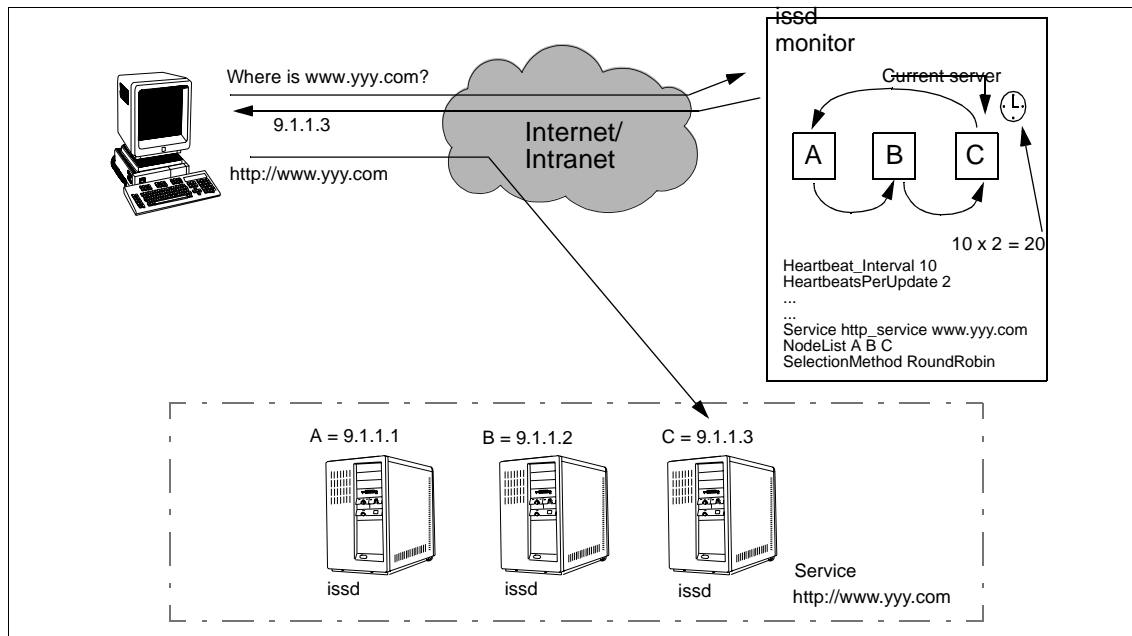 issd
monitor
Where is www.yyy.com?
Current server
9.1.1.3
Internet/
Intranet
A
B
C
http://www.yyy.com
10 x 2 = 20
Heartbeat_Interval 10
HeartbeatsPerUpdate 2
...
...
Service http_service www.yyy.com
NodeList A B C
SelectionMethod RoundRobin
A = 9.1.1.1
B = 9.1.1.2
C = 9.1.1.3
issd
issd
issd
Service
http://www.yyy.com